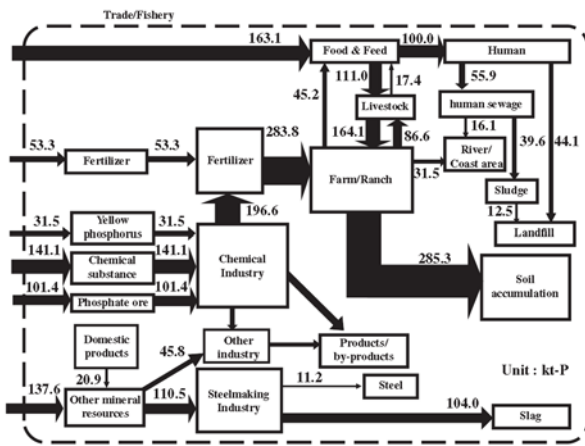 Trade/Fishery
163.1
Food & Feed
100.0
Human
111.0
17.4
55.9
45.2
Livestock
human sewage
53.3
53.3
283.8
164.1
86.6
16.1
39.6
44.1
Fertilizer
Fertilizer
Farm/Ranch
31.5
River/
Coast area
Sludge
196.6
12.5
31.5
Yellow
phosphorus
31.5
Landfill
141.1
Chemical
substance
141.1
Chemical
Industry
285.3
Soil
accumulation
101.4
Phosphate ore
101.4
Domestic
products
45.8
Other
industry
Products/
by-products
Unit : kt-P
20.9
11.2
Steel
137.6
Other mineral
resources
110.5
Steelmaking
Industry
104.0
Slag